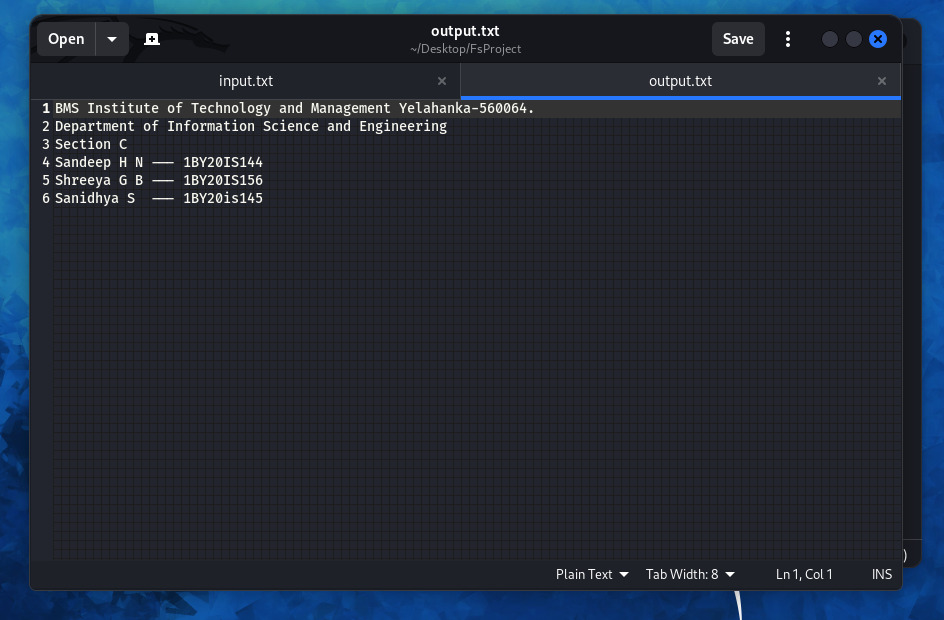 Open
output.txt
~/Desktop/FsProject
Save
input.txt
output.txt
1 BMS Institute of Technology and Management Yelahanka-560064.
2 Department of Information Science and Engineering
3 Section C
4 Sandeep H N --- 1BY20IS144
5 Shreeya G B --- 1BY20IS156
6 Sanidhya S  --- 1BY20is145
)
Plain Text
Tab Width: 8
Ln 1, Col 1
INS